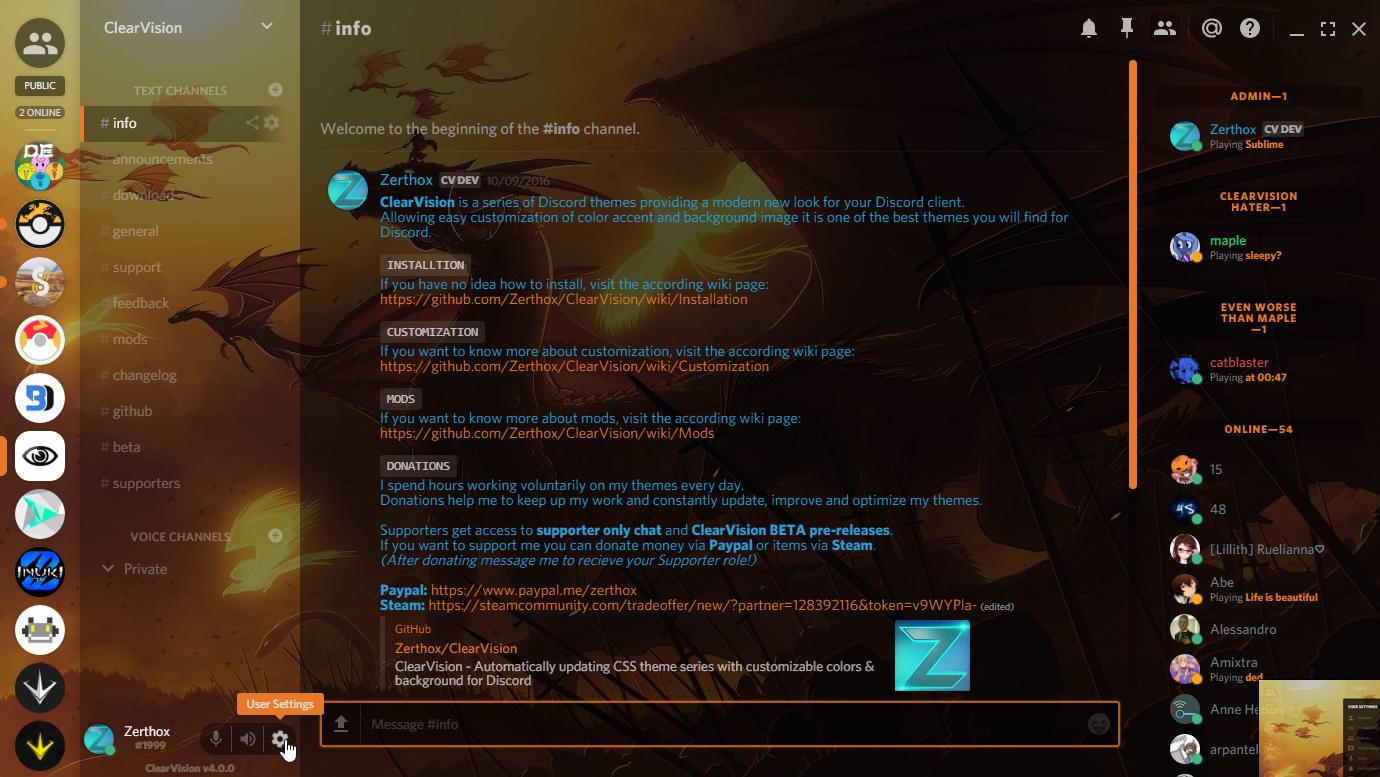 ClearVision
PUBLIC
2 ONLINE
TEXT CHANNELS
# info
# announcements
# download
# general
# support
# feedback
# mods
# changelog
# github
# beta
# supporters
VOICE CHANNELS
Private
User Settings
Zerthox
#1999
ClearVision v4.0.0
# info
Welcome to the beginning of the #info channel.
Zerthox CV DEV 10/09/2016
ClearVision is a series of Discord themes providing a modern new look for your Discord client.
Allowing easy customization of color accent and background image it is one of the best themes you will find for
Discord.
INSTALLTION
If you have no idea how to install, visit the according wiki page:
https://github.com/Zerthox/ClearVision/wiki/Installation
CUSTOMIZATION
If you want to know more about customization, visit the according wiki page:
https://github.com/Zerthox/ClearVision/wiki/Customization
MODS
If you want to know more about mods, visit the according wiki page:
https://github.com/Zerthox/ClearVision/wiki/Mods
DONATIONS
I spend hours working voluntarily on my themes every day.
Donations help me to keep up my work and constantly update, improve and optimize my themes.
Supporters get access to supporter only chat and ClearVision BETA pre-releases.
If you want to support me you can donate money via Paypal or items via Steam.
(After donating message me to recieve your Supporter role!)
Paypal: https://www.paypal.me/zerthox
Steam: https://steamcommunity.com/tradeoffer/new/?partner=128392116&token=v9WYPla- (edited)
GitHub
Zerthox/ClearVision
ClearVision - Automatically updating CSS theme series with customizable colors &
background for Discord
Message #info
ADMIN—1
Zerthox CV DEV
Playing Sublime
CLEARVISION
HATER—1
maple
Playing sleepy?
EVEN WORSE
THAN MAPLE
—1
catblaster
Playing at 00:47
ONLINE—54
15
48
[Lillith] Ruelianna♡
Abe
Playing Life is beautiful
Alessandro
Amixtra
Playing ded
Anne
USER SETTINGS